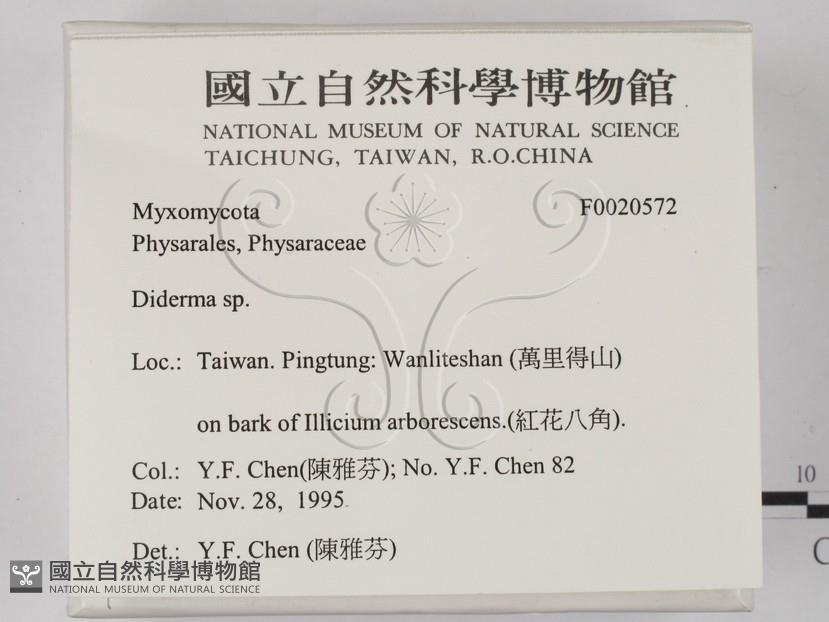 國立自然科學博物館
NATIONAL MUSEUM OF NATURAL SCIENCE
TAICHUNG, TAIWAN, R.O.CHINA
Myxomycota F0020572
Physarales, Physaraceae
Diderma sp.
Loc.: Taiwan. Pingtung: Wanliteshan (萬里得山)
on bark of Illicium arborescens.(紅花八角).
Col.: Y.F. Chen(陳雅芬); No. Y.F. Chen 82
Date: Nov. 28, 1995
Det.: Y.F. Chen (陳雅芬)
國立自然科學博物館
NATIONAL MUSEUM OF NATURAL SCIENCE
10